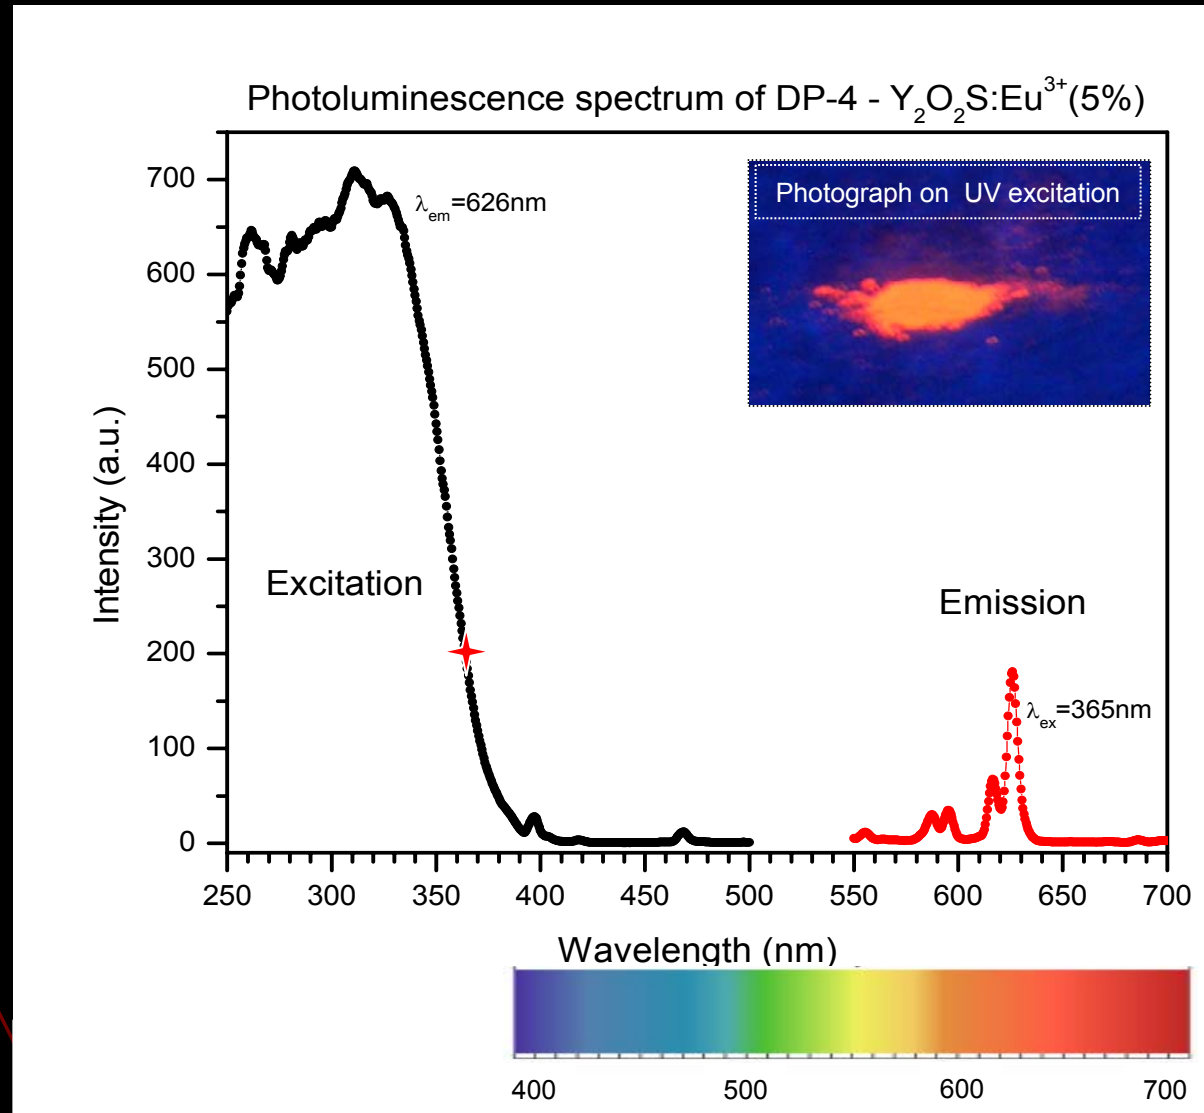 Photoluminescence spectrum of DP-4 - Y₂O₂S:Eu³⁺(5%)
Photograph on UV excitation
λem=626nm
700
600
500
400
300
200
100
0
Intensity (a.u.)
Excitation
Emission
λex=365nm
250 300 350 400 450 500 550 600 650 700
Wavelength (nm)
400 500 600 700